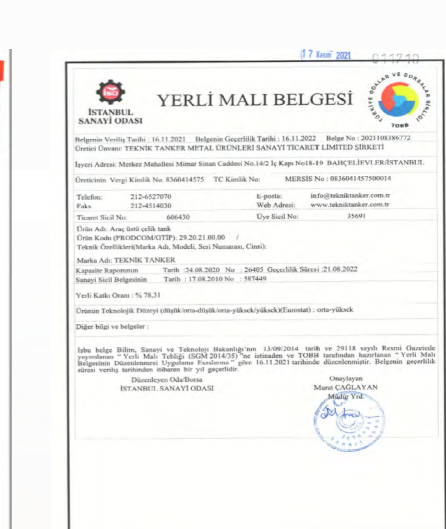 17 Kasım 2021 011710
İSTANBUL
SANAYİ ODASI
YERLİ MALI BELGESİ
TÜRKİYE ODALAR VE BORSALAR BİRLİĞİ
TOBB
Belgenin Veriliş Tarihi : 16.11.2021 Belgenin Geçerlilik Tarihi : 16.11.2022 Belge No : 2021108386772
Üretici Ünvanı: TEKNİK TANKER METAL ÜRÜNLERİ SANAYİ TİCARET LİMİTED ŞİRKETİ
İşyeri Adresi: Merkez Mahallesi Mimar Sinan Caddesi No.14/2 İç Kapı No18-19 BAHÇELİEVLER/İSTANBUL
Üreticinin Vergi Kimlik No: 8360414575 TC Kimlik No: MERSİS No : 0836041457500014
Telefon: 212-6527070 E-posta: info@tekniktanker.com.tr
Faks 212-4514030 Web Adresi: www.tekniktanker.com.tr
Ticaret Sicil No: 606430 Üye Sicil No: 35691
Ürün Adı: Araç üstü çelik tank
Ürün Kodu (PRODCOM/GTİP): 29.20.21.00.00 /
Teknik Özellikleri(Marka Adı, Modeli, Seri Numarası, Cinsi):
Marka Adı: TEKNİK TANKER
Kapasite Raporunun Tarih :24.08.2020 No : 26405 Geçerlilik Süresi :21.08.2022
Sanayi Sicil Belgesinin Tarih : 17.08.2010 No : 587449
Yerli Katkı Oranı : % 78,31
Ürünün Teknolojik Düzeyi (düşük/orta-düşük/orta-yüksek/yüksek)(Eurostat) : orta-yüksek
Diğer bilgi ve belgeler :
İşbu belge Bilim, Sanayi ve Teknoloji Bakanlığı'nın 13/09/2014 tarih ve 29118 sayılı Resmi Gazetede
yayımlanan " Yerli Malı Tebliği (SGM 2014/35) "ne istinaden ve TOBB tarafından hazırlanan " Yerli Malı
Belgesinin Düzenlenmesi Uygulama Esaslarına " göre 16.11.2021 tarihinde düzenlenmiştir. Belgenin geçerlilik
süresi veriliş tarihinden itibaren bir yıl geçerlidir.
Düzenleyen Oda/Borsa Onaylayan
İSTANBUL SANAYİ ODASI Murat ÇAĞLAYAN
Müdür Yrd.